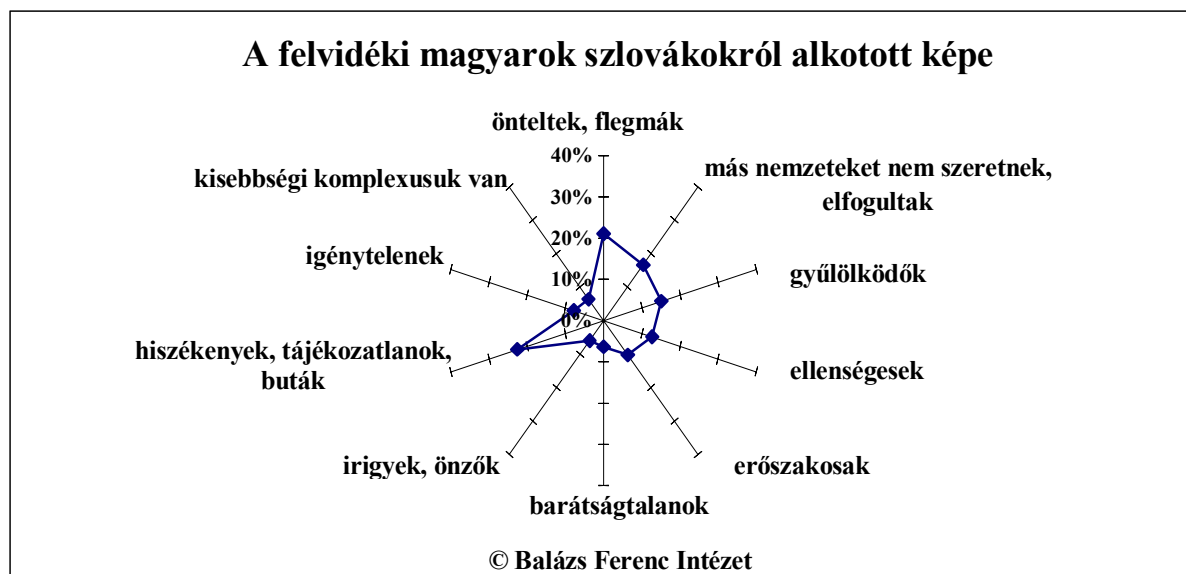 A felvidéki magyarok szlovákokról alkotott képe
önteltek, flegmák
40%
30%
20%
10%
0%
más nemzeteket nem szeretnek,
elfogultak
gyűlölködők
ellenségesek
erőszakosak
barátságtalanok
irigyek, önzők
hiszékenyek, tájékozatlanok,
buták
igénytelenek
kisebbségi komplexusuk van
© Balázs Ferenc Intézet